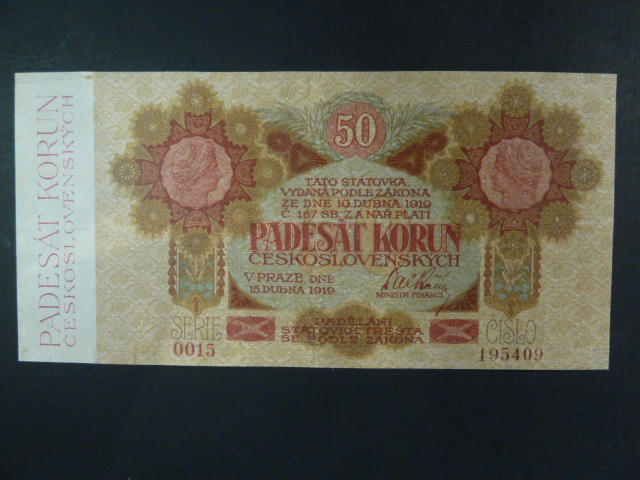 PADESÁT KORUN
ČESKOSLOVENSKÝCH
50
TATO STÁTOVKA,
VYDANÁ PODLE ZÁKONA
ZE DNE 10. DUBNA 1919
Č. 187 SB. Z. A NAŘ. PLATÍ
PADESÁT KORUN
ČESKOSLOVENSKÝCH
V PRAZE, DNE
15. DUBNA 1919.
MINISTR FINANCÍ.
SERIE
0015
PADĚLÁNÍ
STÁTOVEK TRESTÁ
SE PODLE ZÁKONA
ČÍSLO
195409